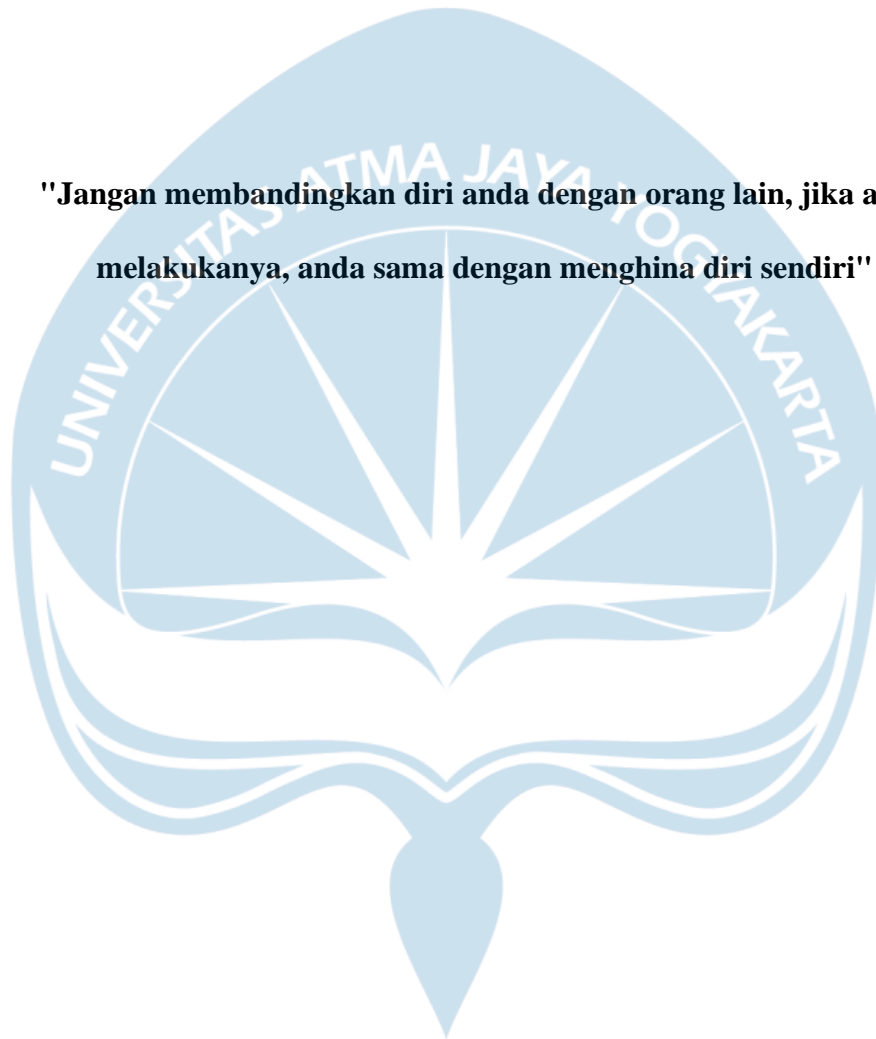 UNIVERSITAS ATMA JAYA YOGYAKARTA
"Jangan membandingkan diri anda dengan orang lain, jika a
melakukanya, anda sama dengan menghina diri sendiri"